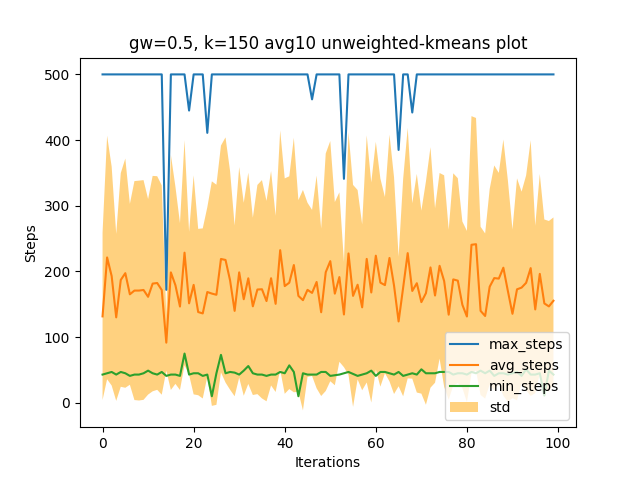 gw=0.5, k=150 avg10 unweighted-kmeans plot
500
400
300
200
100
0
Steps
max_steps
avg_steps
min_steps
std
0 20 40 60 80 100
Iterations